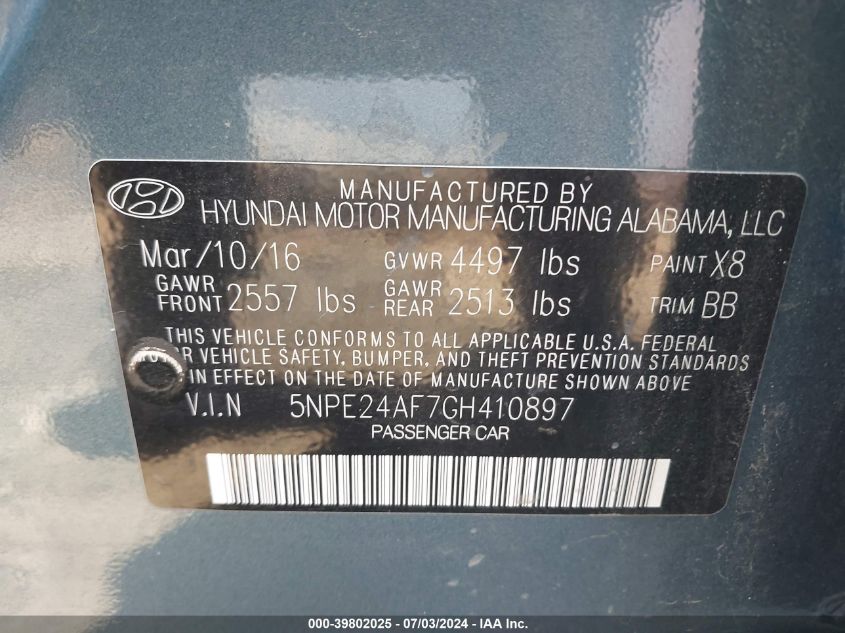 MANUFACTURED BY
HYUNDAI MOTOR MANUFACTURING ALABAMA, LLC
Mar/10/16 GVWR 4497 lbs PAINT X8
GAWR FRONT 2557 lbs GAWR REAR 2513 lbs TRIM BB
THIS VEHICLE CONFORMS TO ALL APPLICABLE U.S.A. FEDERAL
VEHICLE SAFETY, BUMPER, AND THEFT PREVENTION STANDARDS
IN EFFECT ON THE DATE OF MANUFACTURE SHOWN ABOVE
V.I.N 5NPE24AF7GH410897
PASSENGER CAR
000-39802025 - 07/03/2024 - IAA Inc.